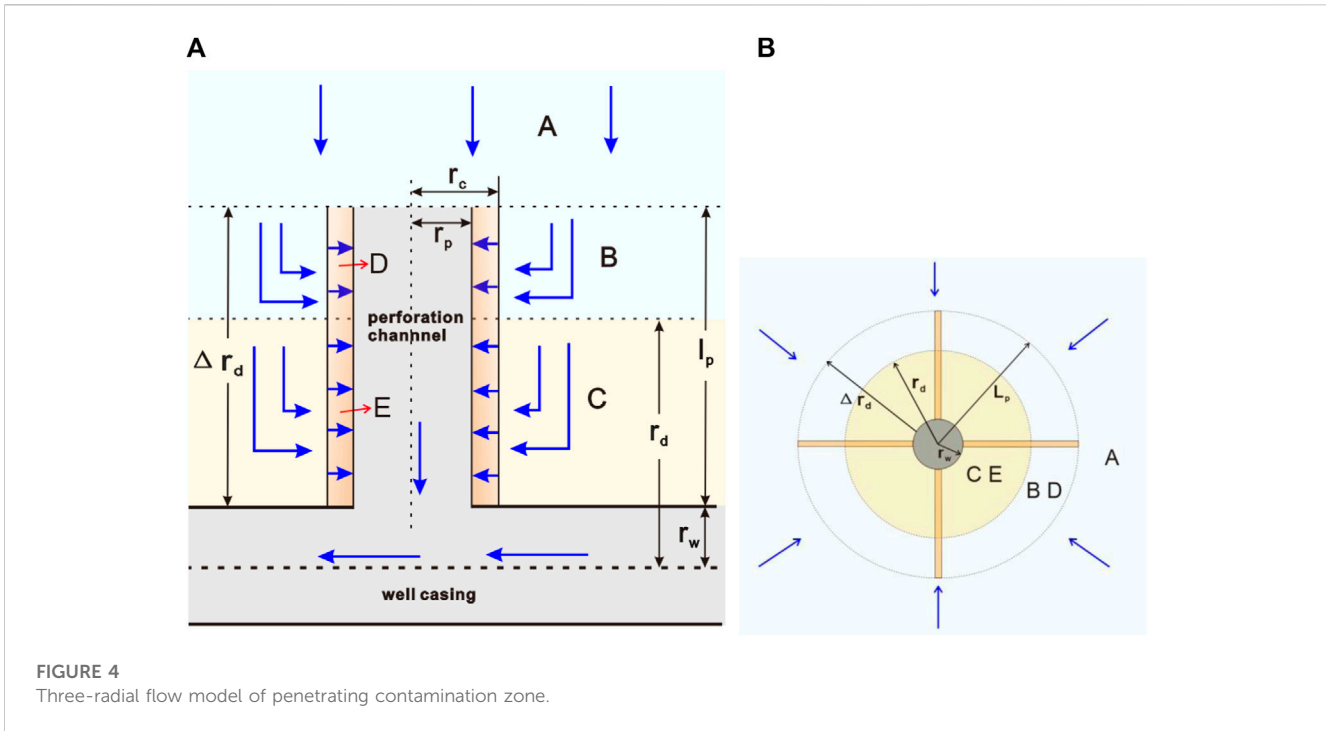 A
B
A
r_c
r_p
B
D
perforation
channnel
Δ r_d
l_p
C
E
r_d
r_w
well casing
r_d
Δ r_d
L_p
r_w
A
C E
B D
FIGURE 4
Three-radial flow model of penetrating contamination zone.